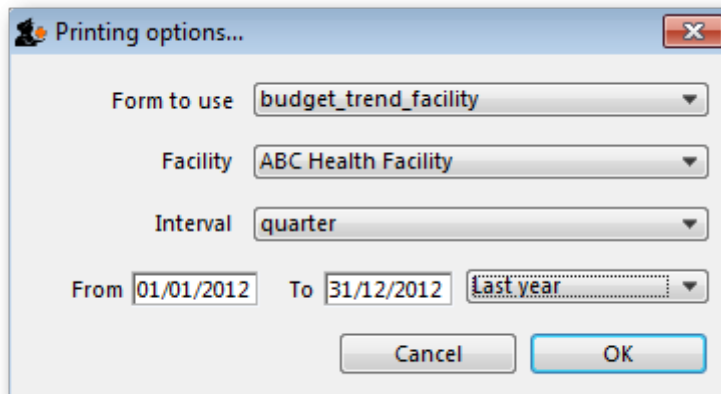 Printing options...
Form to use budget_trend_facility
Facility ABC Health Facility
Interval quarter
From 01/01/2012 To 31/12/2012 Last year
Cancel OK